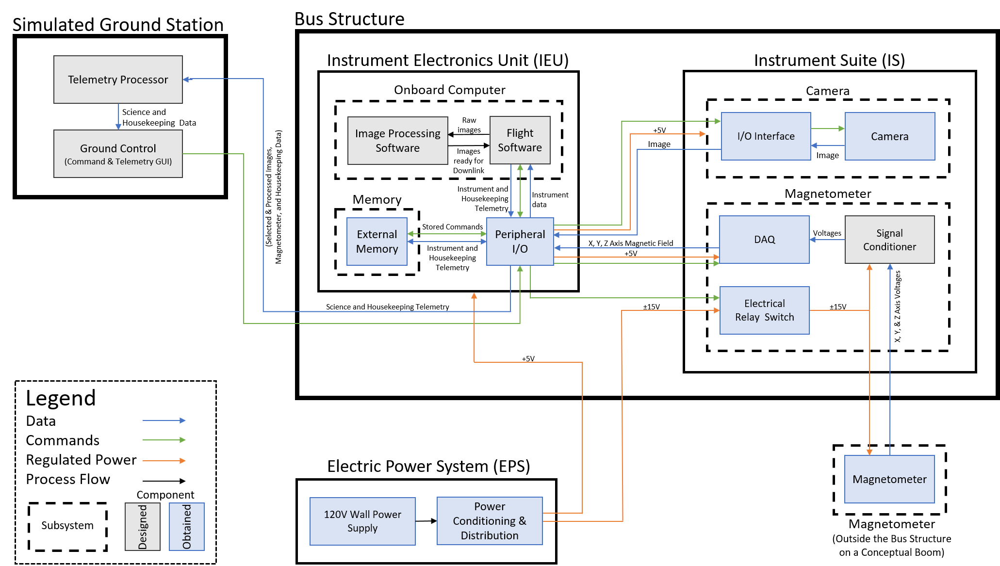 Simulated Ground Station
Telemetry Processor
Science and
Housekeeping Data
Ground Control
(Command & Telemetry GUI)
(Selected & Processed Images,
Magnetometer, and Housekeeping Data)
Bus Structure
Instrument Electronics Unit (IEU)
Onboard Computer
Image Processing
Software
Raw
images
Images
ready for
Downlink
Flight
Software
Instrument and
Housekeeping
Telemetry
Instrument
data
Memory
External
Memory
Stored Commands
Instrument and
Housekeeping
Telemetry
Peripheral
I/O
Science and Housekeeping Telemetry
+5V
Image
X, Y, Z Axis Magnetic Field
+5V
±15V
+5V
Instrument Suite (IS)
Camera
I/O Interface
Image
Camera
Magnetometer
DAQ
Voltages
Signal
Conditioner
Electrical
Relay Switch
±15V
X, Y, & Z Axis Voltages
Legend
Data
Commands
Regulated Power
Process Flow
Component
Subsystem
Designed
Obtained
Electric Power System (EPS)
120V Wall Power
Supply
Power
Conditioning &
Distribution
Magnetometer
Magnetometer
(Outside the Bus Structure
on a Conceptual Boom)